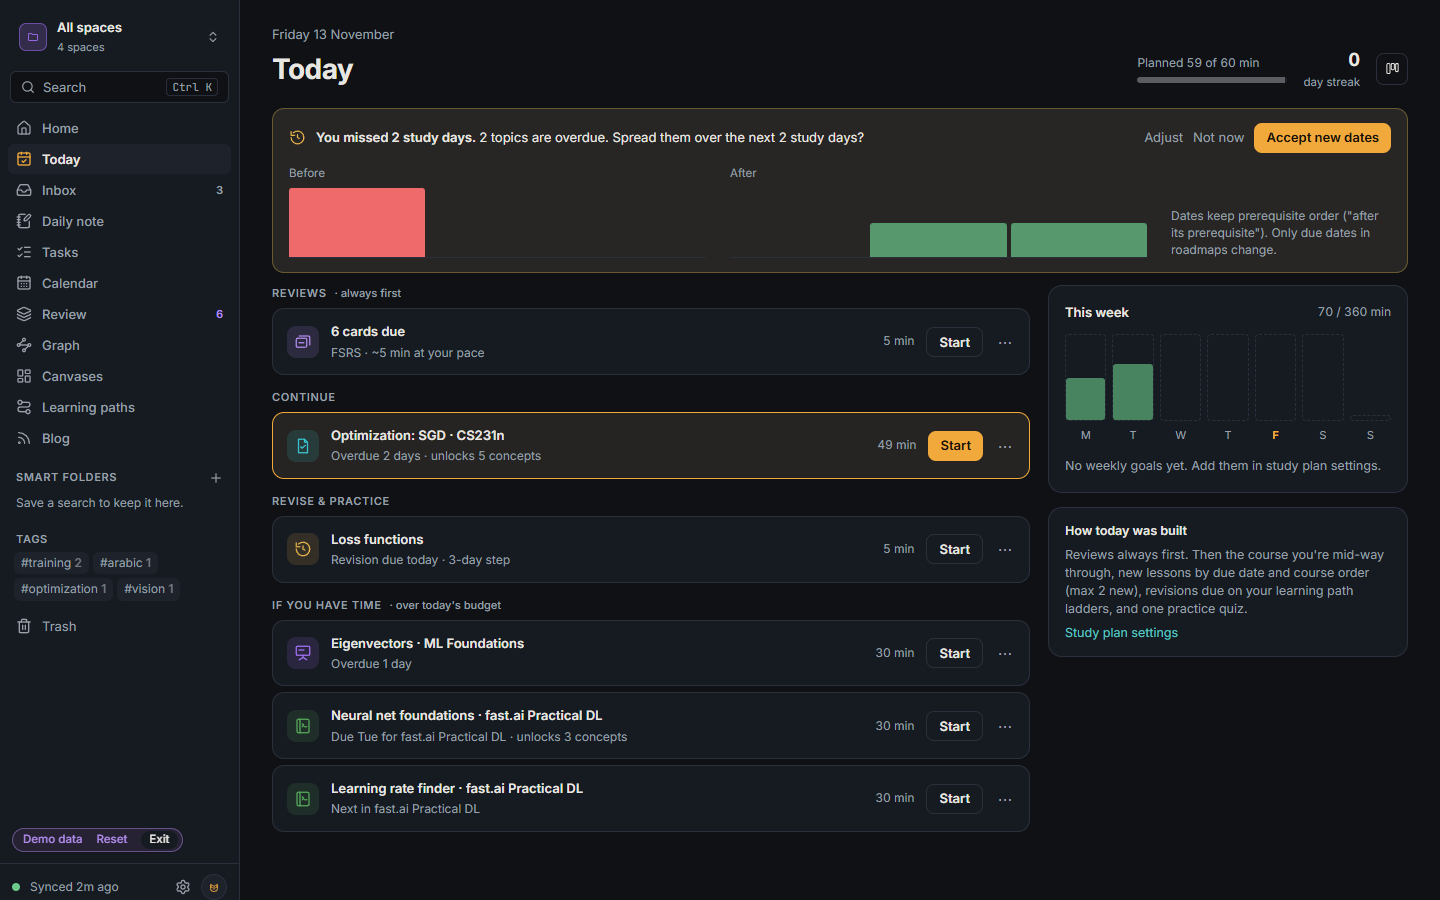 All spaces
4 spaces
Search
Ctrl K
Home
Today
Inbox 3
Daily note
Tasks
Calendar
Review 6
Graph
Canvases
Learning paths
Blog
SMART FOLDERS
Save a search to keep it here.
TAGS
#training 2 #arabic 1
#optimization 1 #vision 1
Trash
Demo data Reset Exit
Synced 2m ago
Friday 13 November
Today
Planned 59 of 60 min
0
day streak
You missed 2 study days. 2 topics are overdue. Spread them over the next 2 study days?
Adjust Not now Accept new dates
Before
After
Dates keep prerequisite order ("after
its prerequisite"). Only due dates in
roadmaps change.
REVIEWS · always first
6 cards due
FSRS · ~5 min at your pace
5 min Start
CONTINUE
Optimization: SGD · CS231n
Overdue 2 days · unlocks 5 concepts
49 min Start
REVISE & PRACTICE
Loss functions
Revision due today · 3-day step
5 min Start
IF YOU HAVE TIME · over today's budget
Eigenvectors · ML Foundations
Overdue 1 day
30 min Start
Neural net foundations · fast.ai Practical DL
Due Tue for fast.ai Practical DL · unlocks 3 concepts
30 min Start
Learning rate finder · fast.ai Practical DL
Next in fast.ai Practical DL
30 min Start
This week
70 / 360 min
M T W T F S S
No weekly goals yet. Add them in study plan settings.
How today was built
Reviews always first. Then the course you're mid-way
through, new lessons by due date and course order
(max 2 new), revisions due on your learning path
ladders, and one practice quiz.
Study plan settings